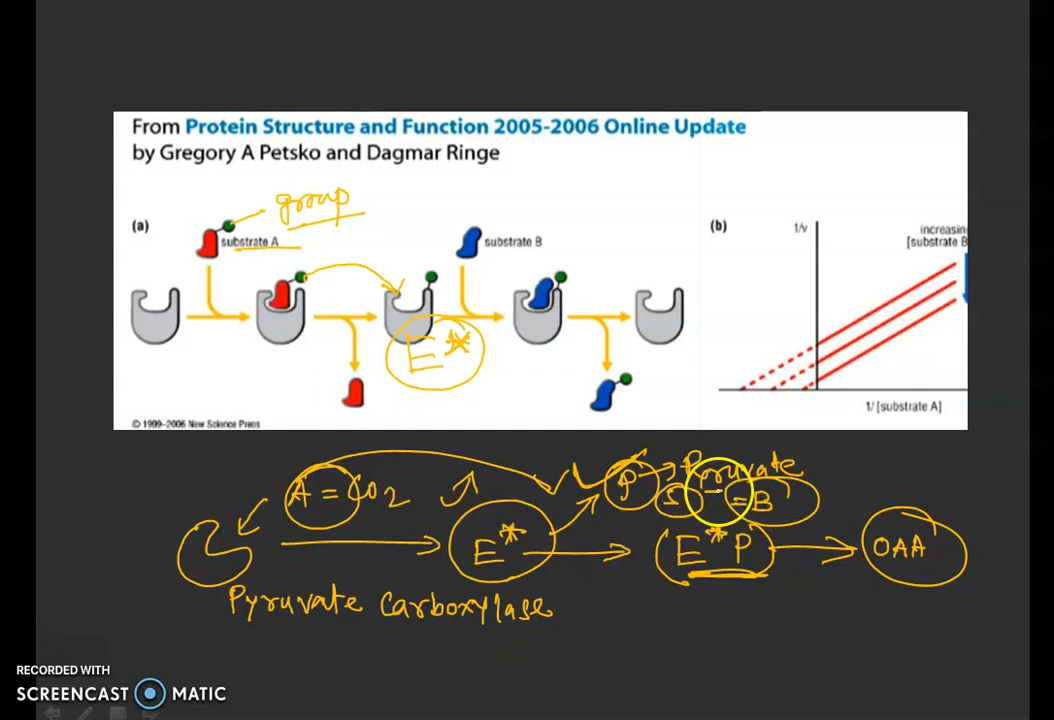 From Protein Structure and Function 2005-2006 Online Update
by Gregory A Petsko and Dagmar Ringe
group
(a)
substrate A
substrate B
E*
(b)
1/v
increasin
[substrate B
1/[substrate A]
© 1999–2006 New Science Press
A = CO2
P → Pyruvate
S = B
E*
E*P
OAA
Pyruvate Carboxylase
RECORDED WITH
SCREENCAST MATIC